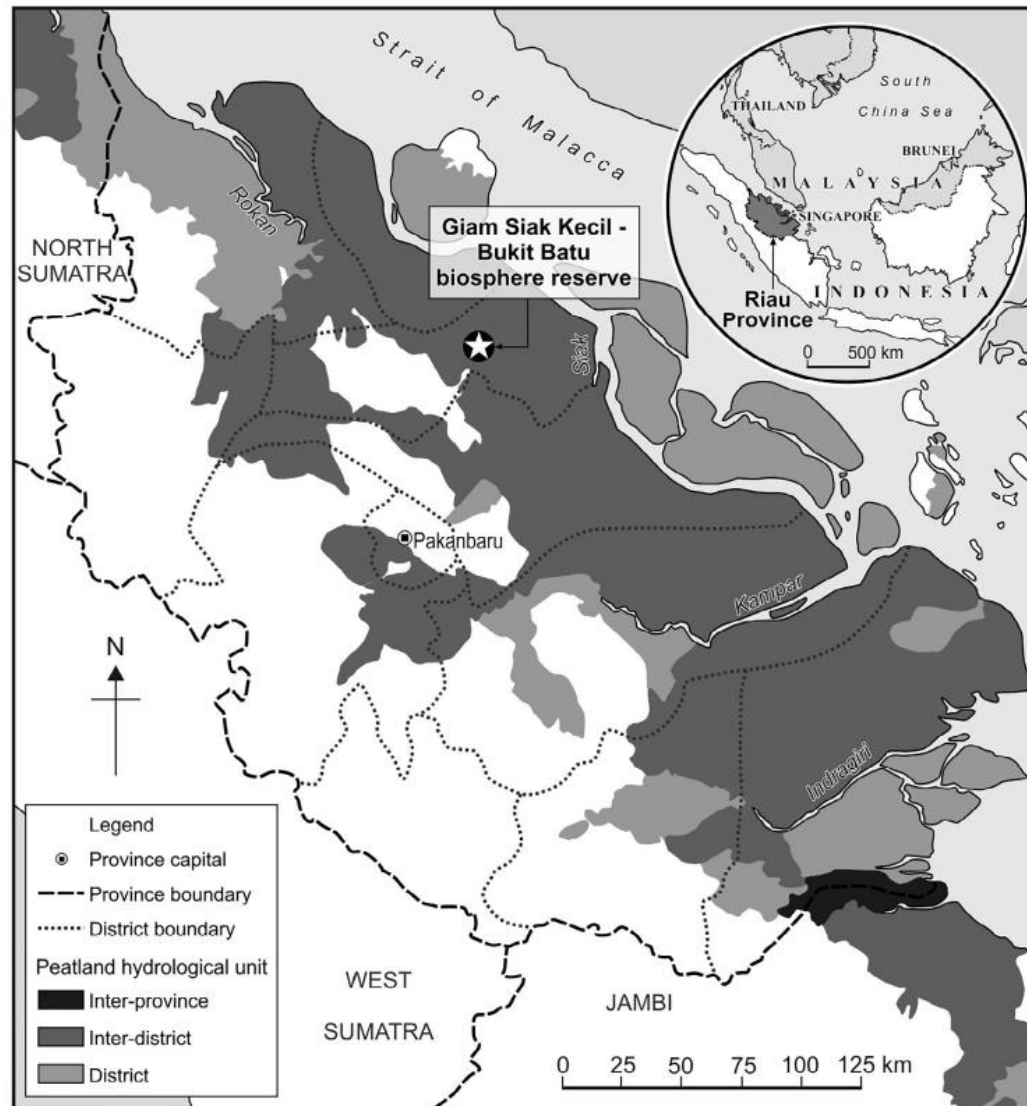 Strait of Malacca
Rokan
NORTH
SUMATRA
Giam Siak Kecil -
Bukit Batu
biosphere reserve
Siak
South
China Sea
THAILAND
BRUNEI
MALAYSIA
SINGAPORE
INDONESIA
Riau
Province
0 500 km
Pakanbaru
Kampar
N
Indragiri
Legend
Province capital
Province boundary
District boundary
Peatland hydrological unit
Inter-province
Inter-district
District
WEST
SUMATRA
JAMBI
0 25 50 75 100 125 km